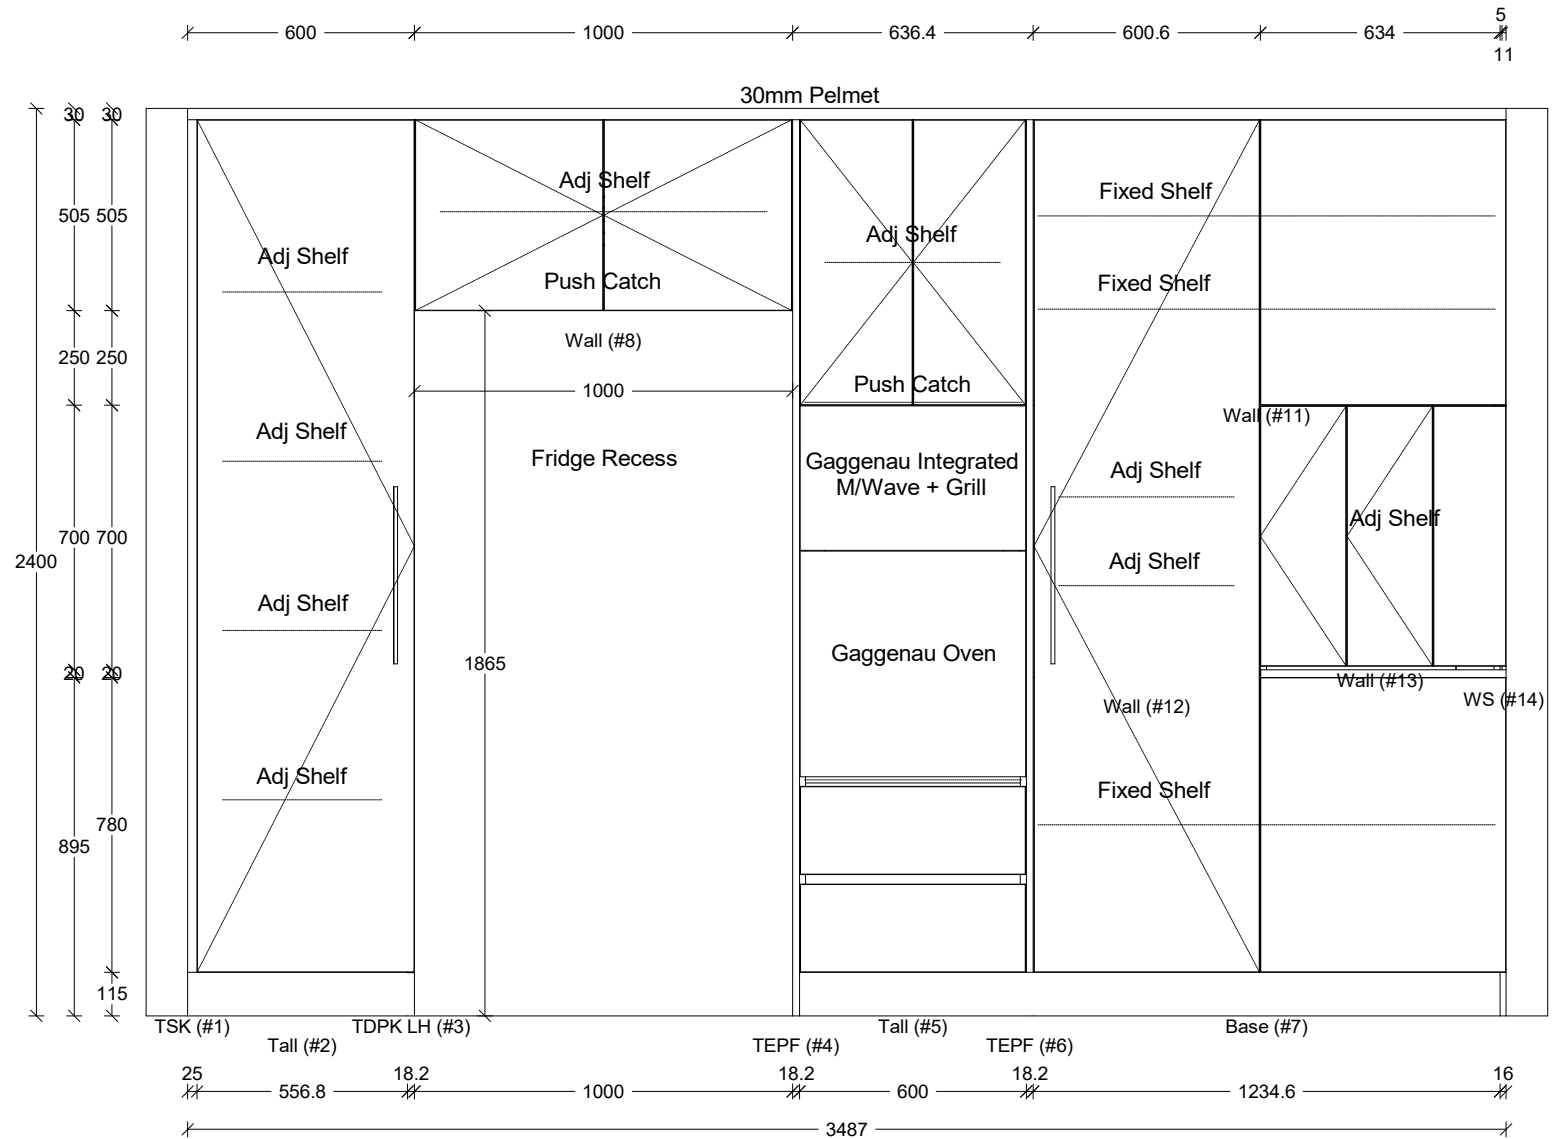 5
600 1000 636.4 600.6 634
11
30mm Pelmet
30 30
Adj Shelf
Fixed Shelf
505 505
Adj Shelf
Adj Shelf
Push Catch
Fixed Shelf
Wall (#8)
250 250
Push Catch
1000
Wall (#11)
Adj Shelf
Fridge Recess
Gaggenau Integrated
M/Wave + Grill
Adj Shelf
Adj Shelf
700 700
2400
Adj Shelf
Adj Shelf
Gaggenau Oven
1865
20 20
Wall (#13)
WS (#14)
Wall (#12)
Adj Shelf
Fixed Shelf
780
895
115
TSK (#1) TDPK LH (#3) Tall (#5) Base (#7)
Tall (#2) TEPF (#4) TEPF (#6)
25 18.2 18.2 18.2 16
556.8 1000 600 1234.6
3487